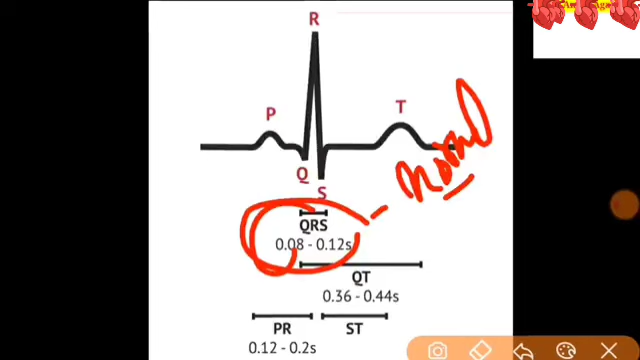 R
P
T
Q
S
Normal
QRS
0.08 - 0.12s
QT
0.36 - 0.44s
PR
ST
0.12 - 0.2s